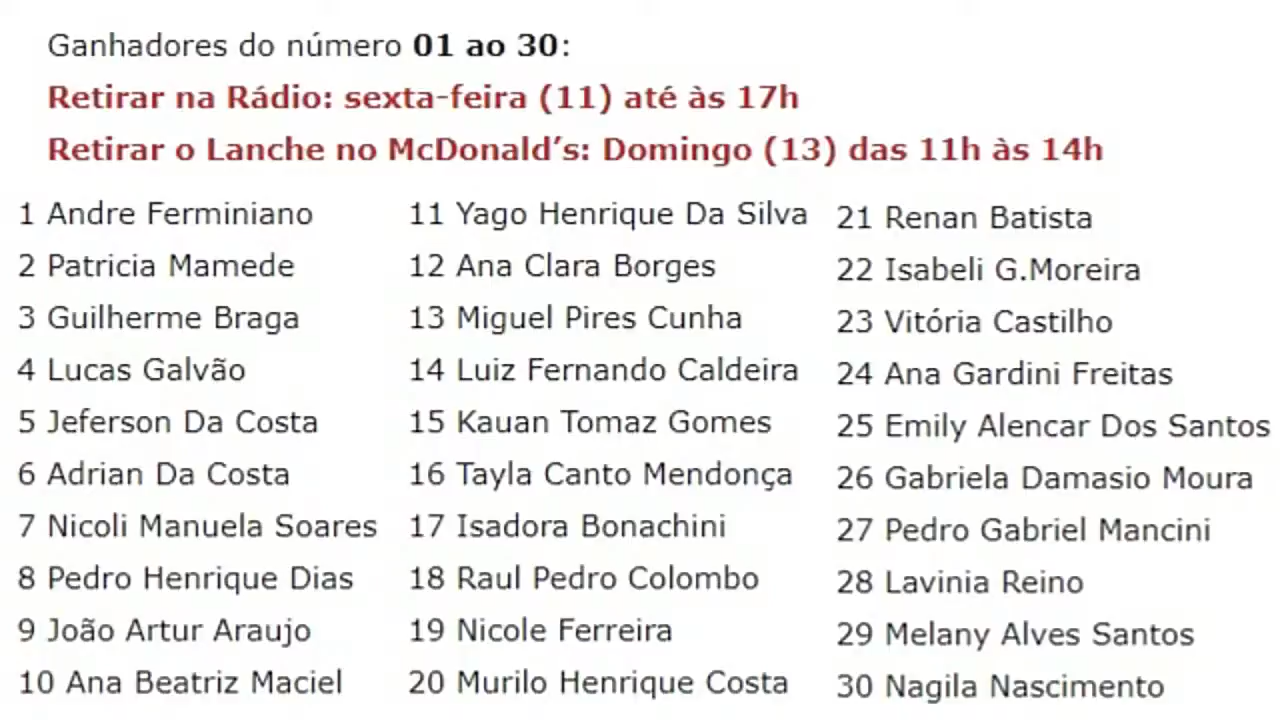 Ganhadores do número 01 ao 30:
Retirar na Rádio: sexta-feira (11) até às 17h
Retirar o Lanche no McDonald’s: Domingo (13) das 11h às 14h
1 Andre Ferminiano
2 Patricia Mamede
3 Guilherme Braga
4 Lucas Galvão
5 Jeferson Da Costa
6 Adrian Da Costa
7 Nicoli Manuela Soares
8 Pedro Henrique Dias
9 João Artur Araujo
10 Ana Beatriz Maciel
11 Yago Henrique Da Silva
12 Ana Clara Borges
13 Miguel Pires Cunha
14 Luiz Fernando Caldeira
15 Kauan Tomaz Gomes
16 Tayla Canto Mendonça
17 Isadora Bonachini
18 Raul Pedro Colombo
19 Nicole Ferreira
20 Murilo Henrique Costa
21 Renan Batista
22 Isabeli G.Moreira
23 Vitória Castilho
24 Ana Gardini Freitas
25 Emily Alencar Dos Santos
26 Gabriela Damasio Moura
27 Pedro Gabriel Mancini
28 Lavinia Reino
29 Melany Alves Santos
30 Nagila Nascimento